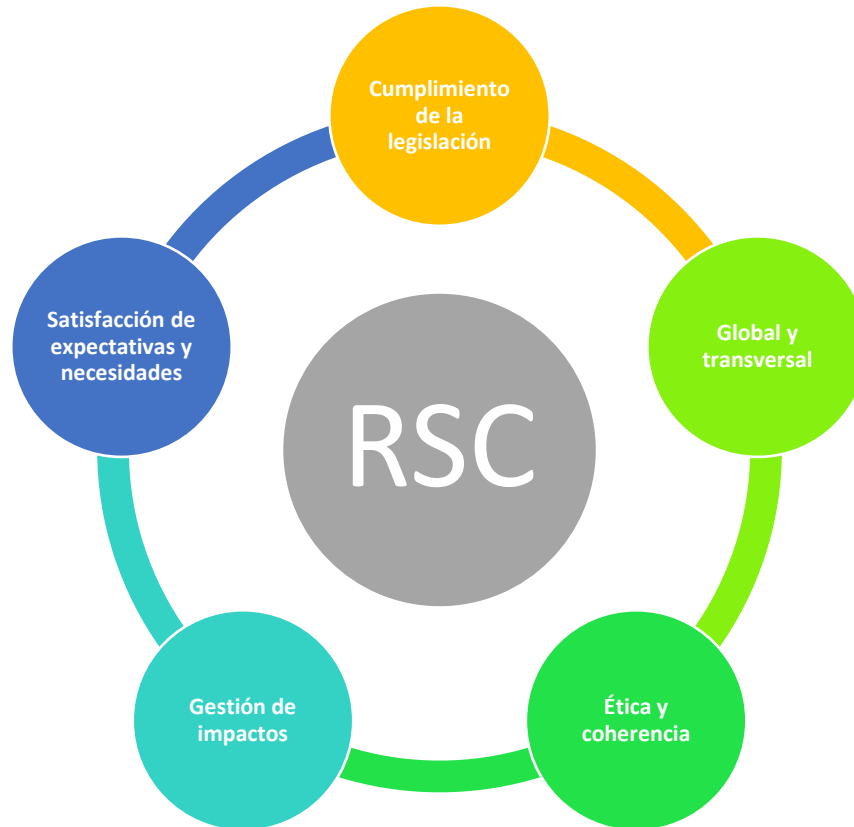 Cumplimiento
de la
legislación
Global y
transversal
Ética y
coherencia
Gestión de
impactos
Satisfacción de
expectativas y
necesidades
RSC